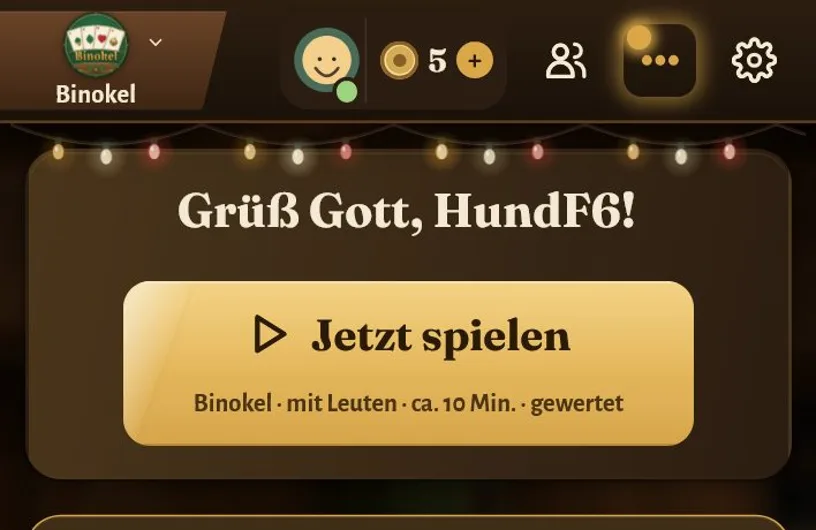 Binokel
Binokel
5
+
Grüß Gott, HundF6!
Jetzt spielen
Binokel · mit Leuten · ca. 10 Min. · gewertet